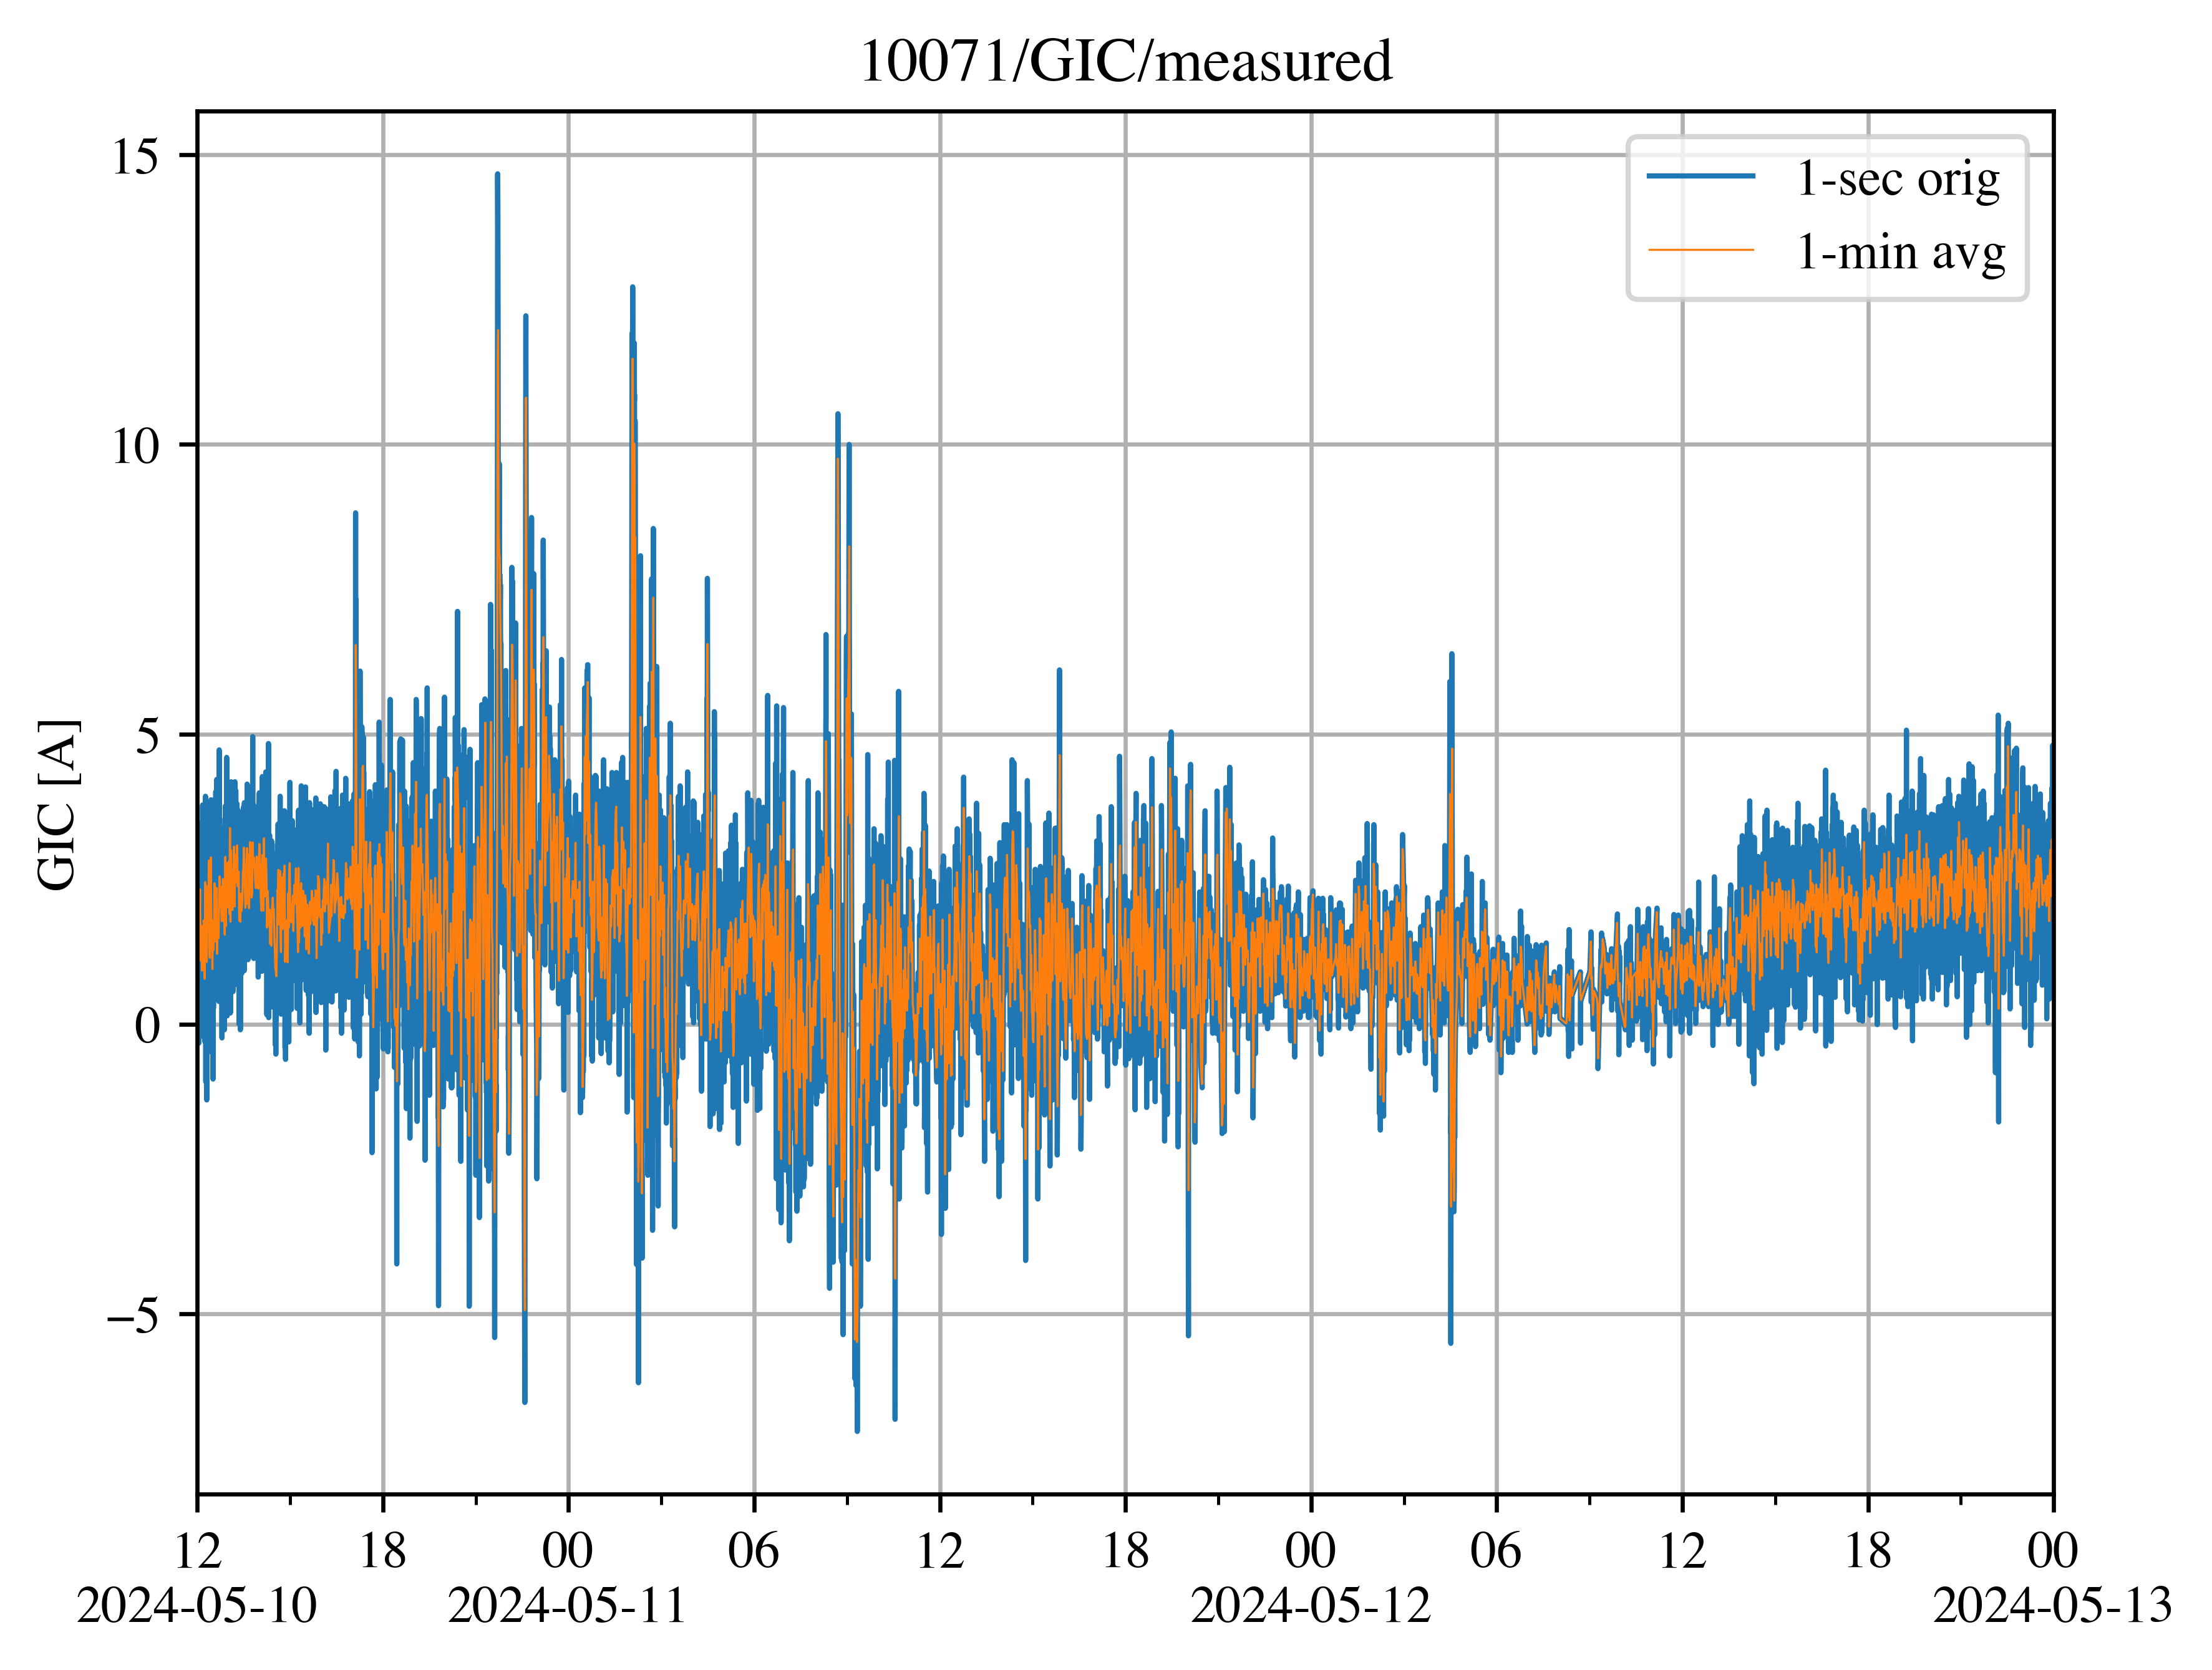 10071/GIC/measured
1-sec orig
1-min avg
GIC [A]
15
10
5
0
−5
12 18 00 06 12 18 00 06 12 18 00
2024-05-10 2024-05-11 2024-05-12 2024-05-13